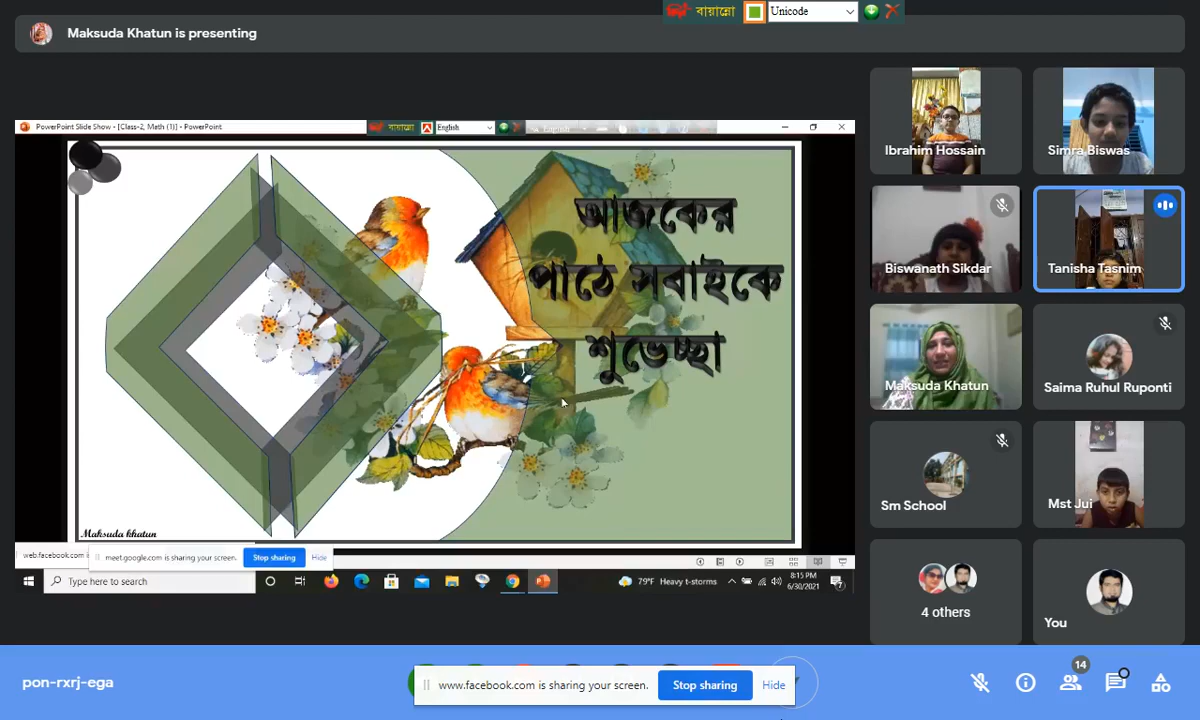 বায়ান্নো Unicode
Maksuda Khatun is presenting
PowerPoint Slide Show - [Class-2, Math (1)] - PowerPoint
বায়ান্নো English
আজকের
পাঠে সবাইকে
শুভেচ্ছা
Maksuda khatun
web.facebook.com
meet.google.com is sharing your screen. Stop sharing Hide
Type here to search
79°F Heavy t-storms
8:15 PM
6/30/2021
Ibrahim Hossain
Simra Biswas
Biswanath Sikdar
Tanisha Tasnim
Maksuda Khatun
Saima Ruhul Ruponti
Sm School
Mst Jui
4 others
You
pon-rxrj-ega
www.facebook.com is sharing your screen. Stop sharing Hide
14